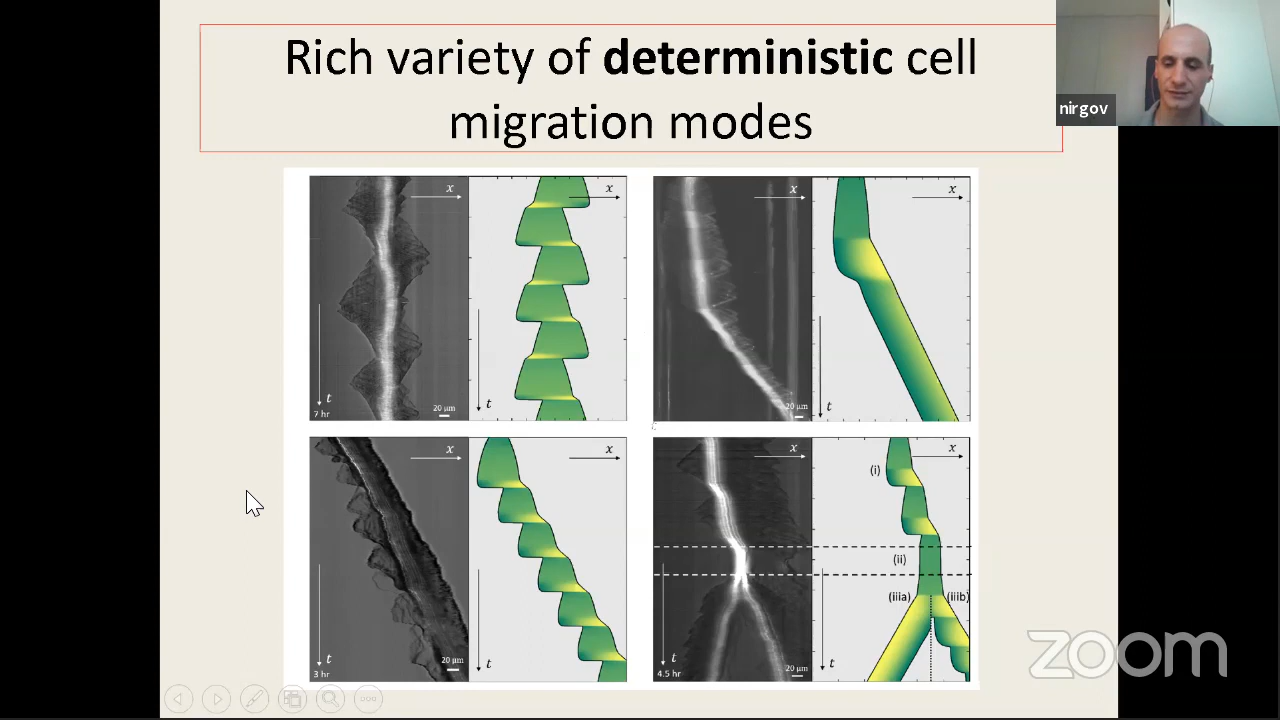 Rich variety of deterministic cell
migration modes
nirgov
x
x
t
7 hr
20 μm
t
x
x
20 μm
t
x
x
t
3 hr
20 μm
t
x
x
(i)
(ii)
(iiia)
(iiib)
t
4.5 hr
20 μm
t
zoom